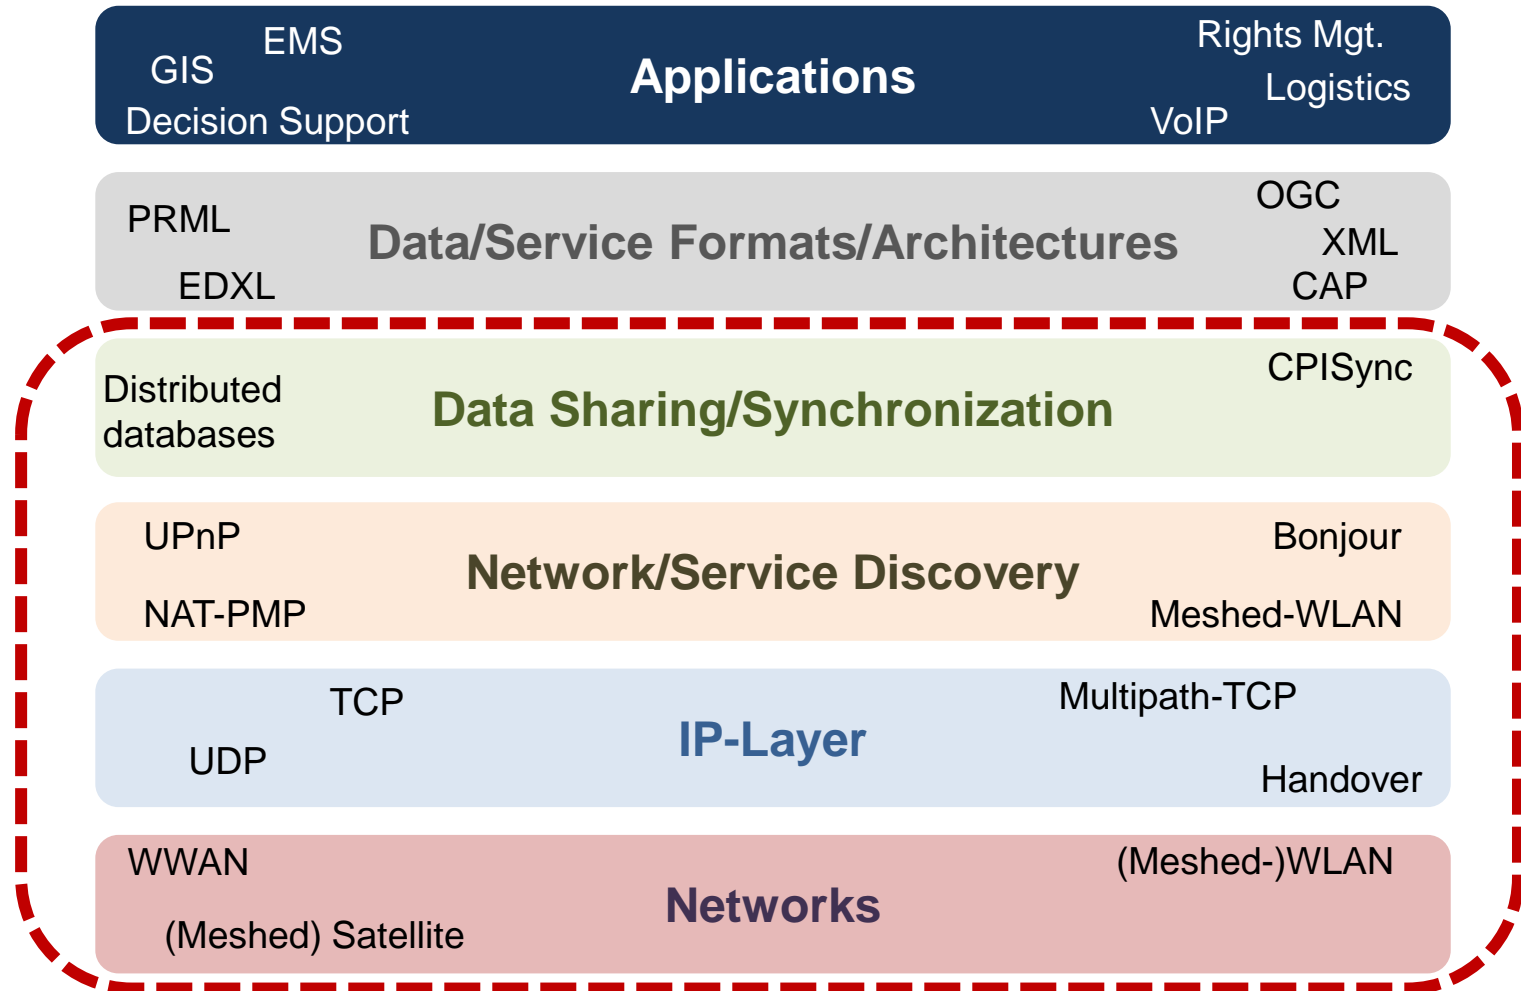 EMS
GIS
Decision Support
Applications
Rights Mgt.
Logistics
VoIP
PRML
EDXL
Data/Service Formats/Architectures
OGC
XML
CAP
Distributed
databases
Data Sharing/Synchronization
CPISync
UPnP
NAT-PMP
Network/Service Discovery
Bonjour
Meshed-WLAN
TCP
UDP
IP-Layer
Multipath-TCP
Handover
WWAN
(Meshed) Satellite
Networks
(Meshed-)WLAN